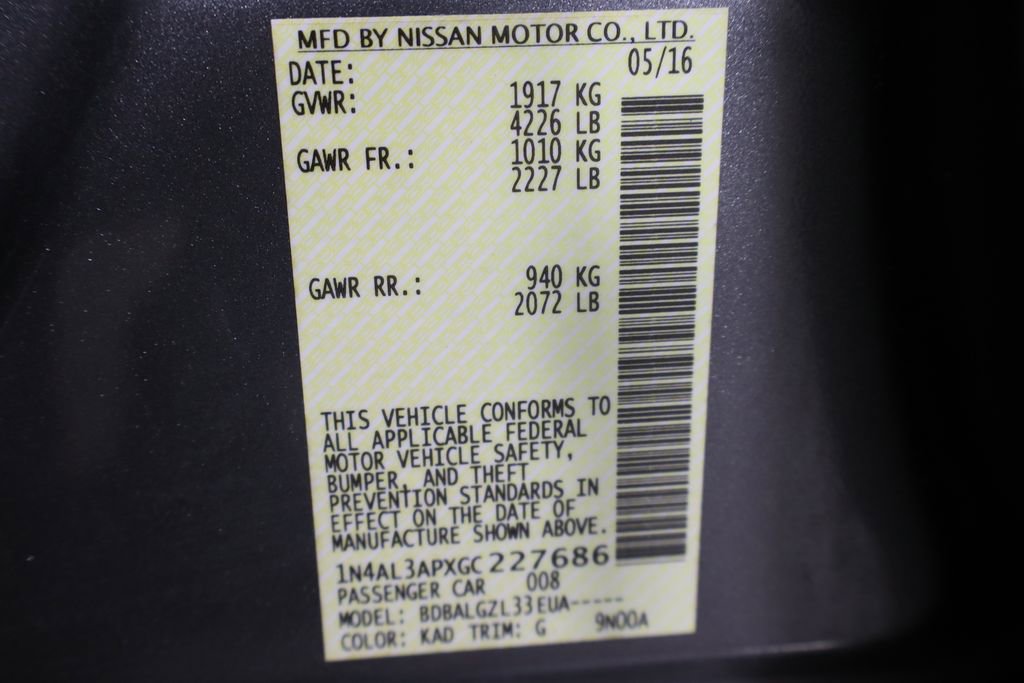 MFD BY NISSAN MOTOR CO., LTD.
DATE: 05/16
GVWR: 1917 KG
4226 LB
GAWR FR.: 1010 KG
2227 LB
GAWR RR.: 940 KG
2072 LB
THIS VEHICLE CONFORMS TO
ALL APPLICABLE FEDERAL
MOTOR VEHICLE SAFETY,
BUMPER, AND THEFT
PREVENTION STANDARDS IN
EFFECT ON THE DATE OF
MANUFACTURE SHOWN ABOVE.
1N4AL3APXGC227686
PASSENGER CAR 008
MODEL: BDBALGZL33EUA-----
COLOR: KAD TRIM: G 9N00A